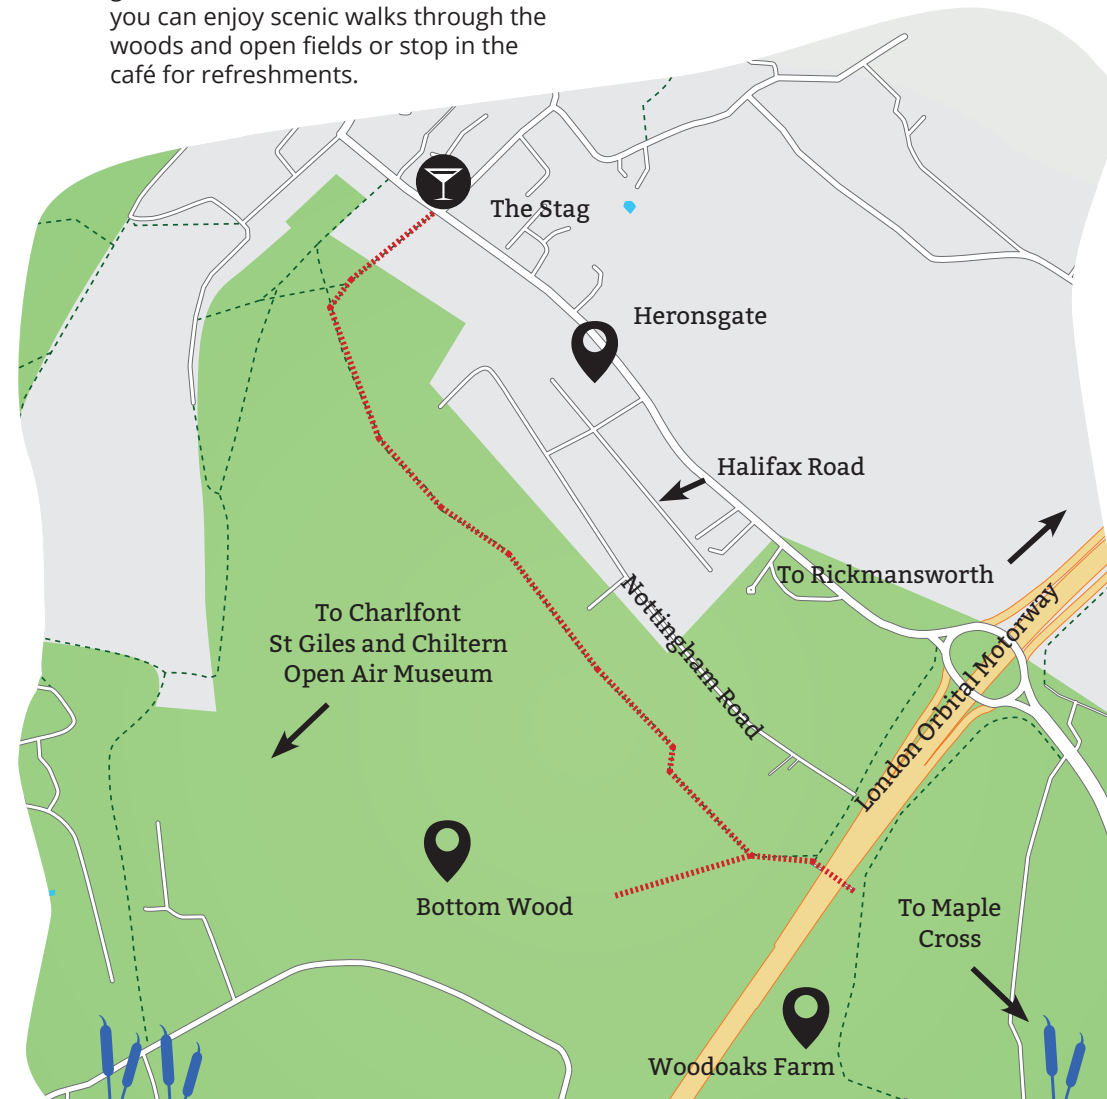 you can enjoy scenic walks through the
woods and open fields or stop in the
café for refreshments.
The Stag
Heronsgate
Halifax Road
To Rickmansworth
Nottingham Road
London Orbital Motorway
To Charlfont
St Giles and Chiltern
Open Air Museum
Bottom Wood
To Maple
Cross
Woodoaks Farm